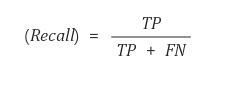 (Recall) = TP
TP + FN